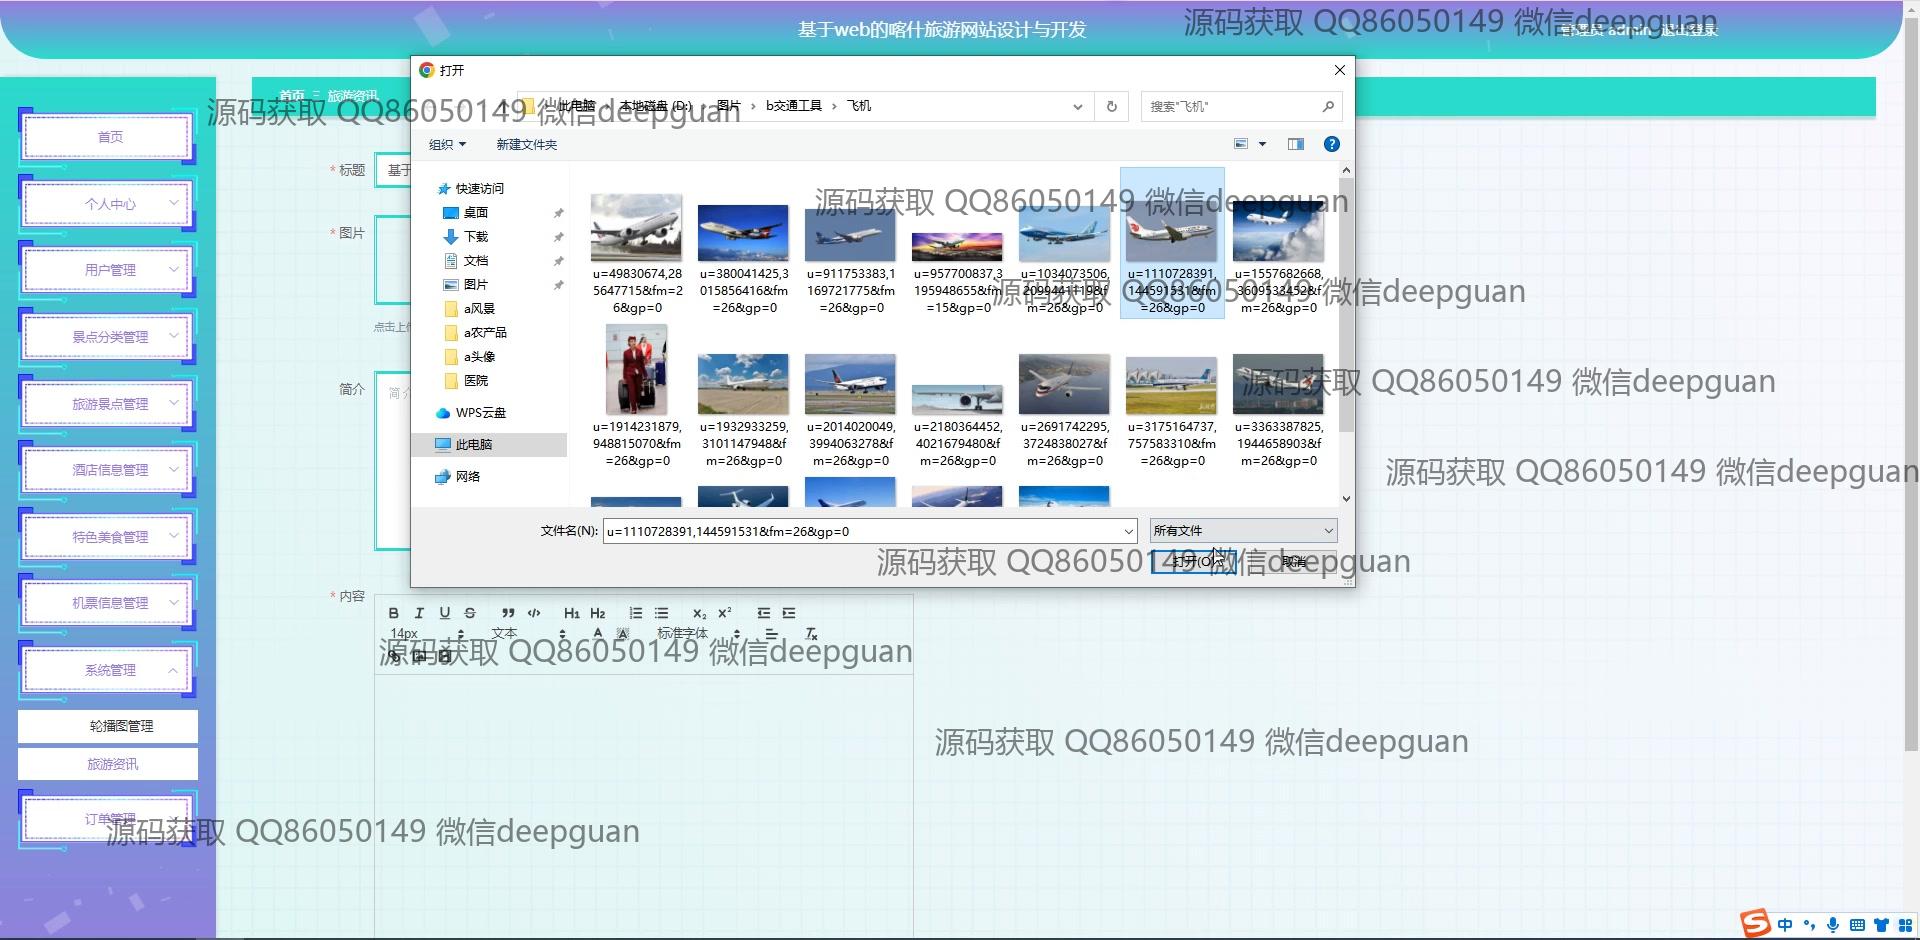 基于web的喀什旅游网站设计与开发
源码获取 QQ86050149 微信deepguan
管理员 admin 退出登录
首页
旅游资讯
源码获取 QQ86050149 微信deepguan
首页
个人中心
用户管理
景点分类管理
旅游景点管理
酒店信息管理
特色美食管理
机票信息管理
系统管理
轮播图管理
旅游资讯
订单管理
* 标题
基于
* 图片
点击上传
简介
简介
* 内容
打开
此电脑 › 本地磁盘 (D:) › 图片 › b交通工具 › 飞机
搜索"飞机"
组织
新建文件夹
快速访问
桌面
下载
文档
图片
a风景
a农产品
a头像
医院
WPS云盘
此电脑
网络
源码获取 QQ86050149 微信deepguan
u=49830674,28
5647715&fm=2
6&gp=0
u=380041425,3
015856416&fm
=26&gp=0
u=911753383,1
169721775&fm
=26&gp=0
u=957700837,3
195948655&fm
=15&gp=0
u=1034073506,
2099441119&f
m=26&gp=0
u=1110728391,
144591531&fm
=26&gp=0
u=1557682668,
3609533452&f
m=26&gp=0
源码获取 QQ86050149 微信deepguan
u=1914231879,
948815070&fm
=26&gp=0
u=1932933259,
3101147948&f
m=26&gp=0
u=2014020049,
3994063278&f
m=26&gp=0
u=2180364452,
4021679480&f
m=26&gp=0
u=2691742295,
3724838027&f
m=26&gp=0
u=3175164737,
757583310&fm
=26&gp=0
u=3363387825,
1944658903&f
m=26&gp=0
源码获取 QQ86050149 微信deepguan
源码获取 QQ86050149 微信deepguan
文件名(N):
u=1110728391,144591531&fm=26&gp=0
所有文件
打开(O)
取消
源码获取 QQ86050149 微信deepguan
B I U S H1 H2 X2 X2
14px 文本 A A 标准字体
源码获取 QQ86050149 微信deepguan
源码获取 QQ86050149 微信deepguan
源码获取 QQ86050149 微信deepguan
中